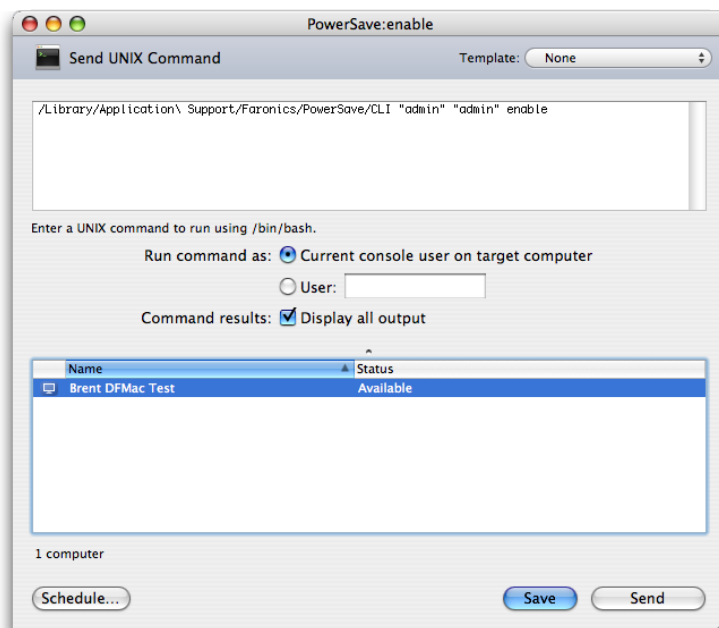 PowerSave:enable
Send UNIX Command
Template: None
/Library/Application\ Support/Faronics/PowerSave/CLI "admin" "admin" enable
Enter a UNIX command to run using /bin/bash.
Run command as: Current console user on target computer
User:
Command results: Display all output
Name Status
Brent DFMac Test Available
1 computer
Schedule... Save Send